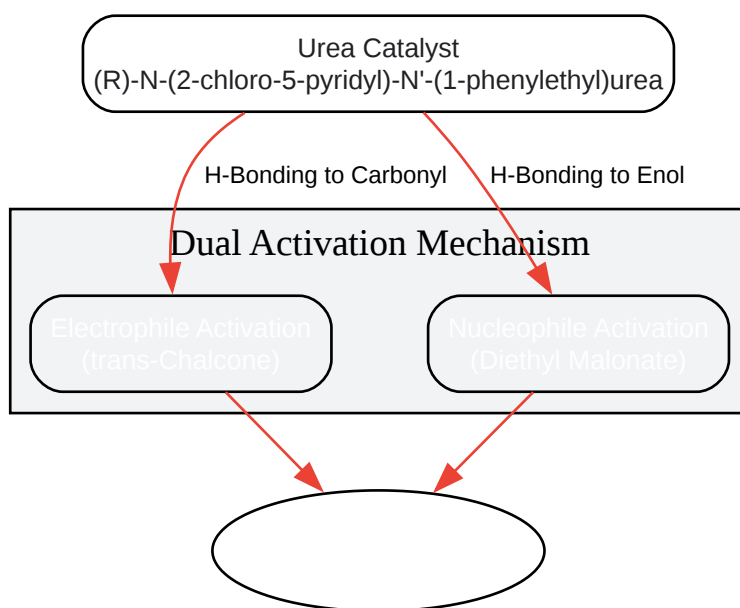 Urea Catalyst
(R)-N-(2-chloro-5-pyridyl)-N'-(1-phenylethyl)urea
H-Bonding to Carbonyl
H-Bonding to Enol
Dual Activation Mechanism
Electrophile Activation
(trans-Chalcone)
Nucleophile Activation
(Diethyl Malonate)